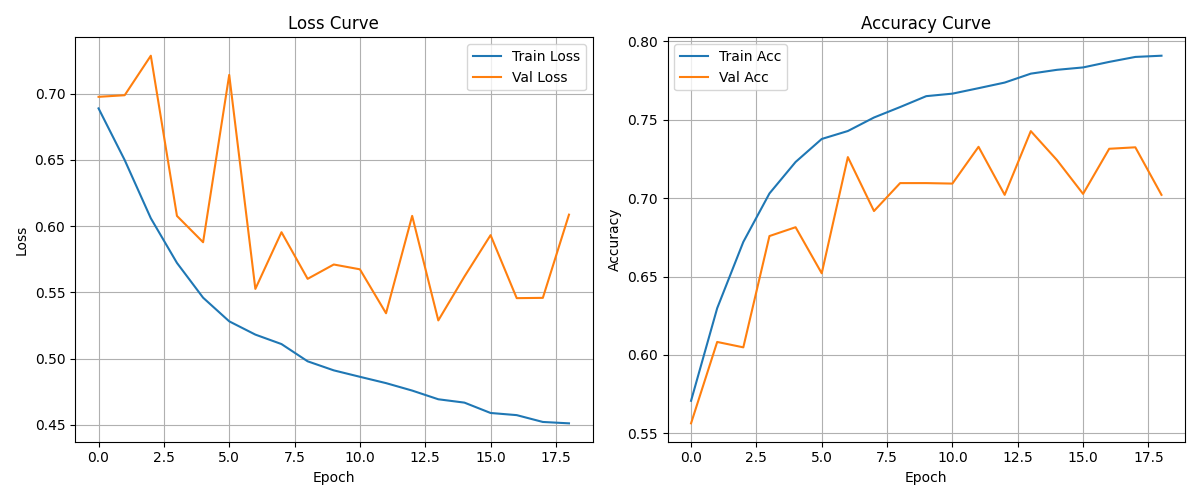 Loss Curve
Train Loss
Val Loss
0.70
0.65
0.60
0.55
0.50
0.45
Loss
0.0 2.5 5.0 7.5 10.0 12.5 15.0 17.5
Epoch
Accuracy Curve
Train Acc
Val Acc
0.80
0.75
0.70
0.65
0.60
0.55
Accuracy
0.0 2.5 5.0 7.5 10.0 12.5 15.0 17.5
Epoch